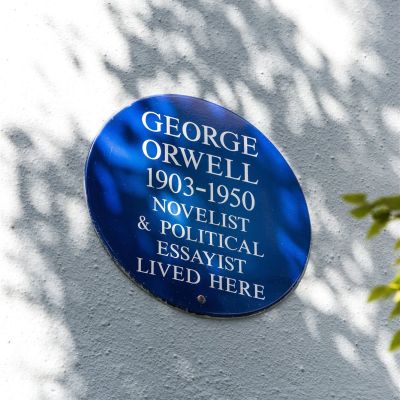 GEORGE
ORWELL
1903-1950
NOVELIST
& POLITICAL
ESSAYIST
LIVED HERE